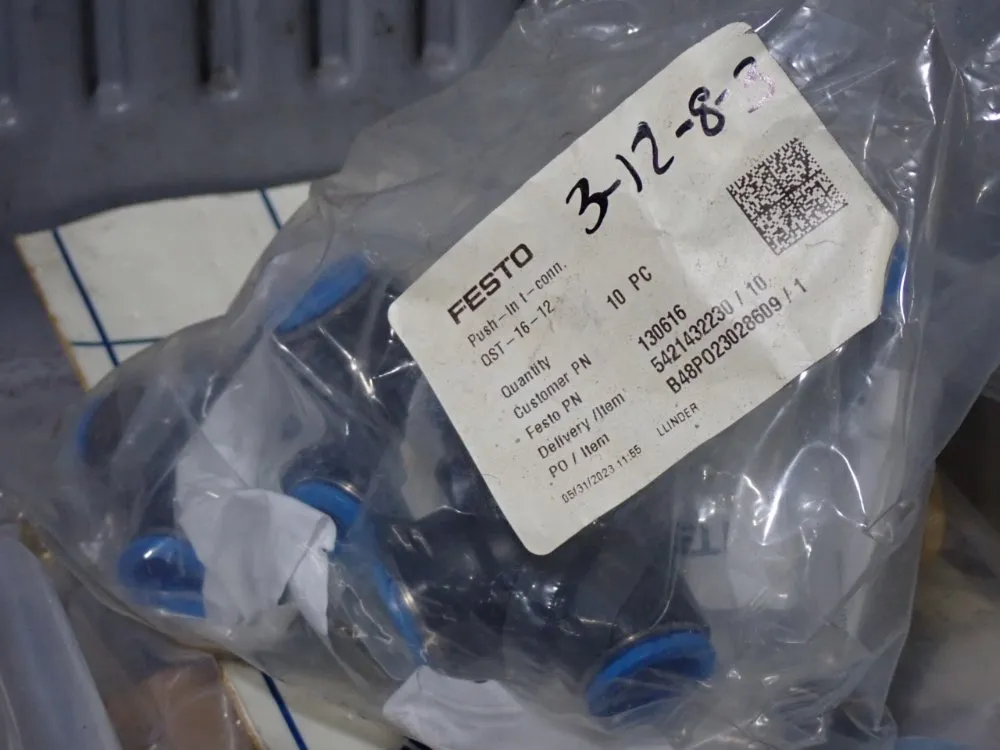 3-12-8-3
FESTO
Push-in t-conn.
QST-16-12
Quantity 10 PC
Customer PN
Festo PN 130616
Delivery /Item 5421432230 / 10
PO / Item B48PO23028609 / 1
05/31/2023 11:55 LLINDER